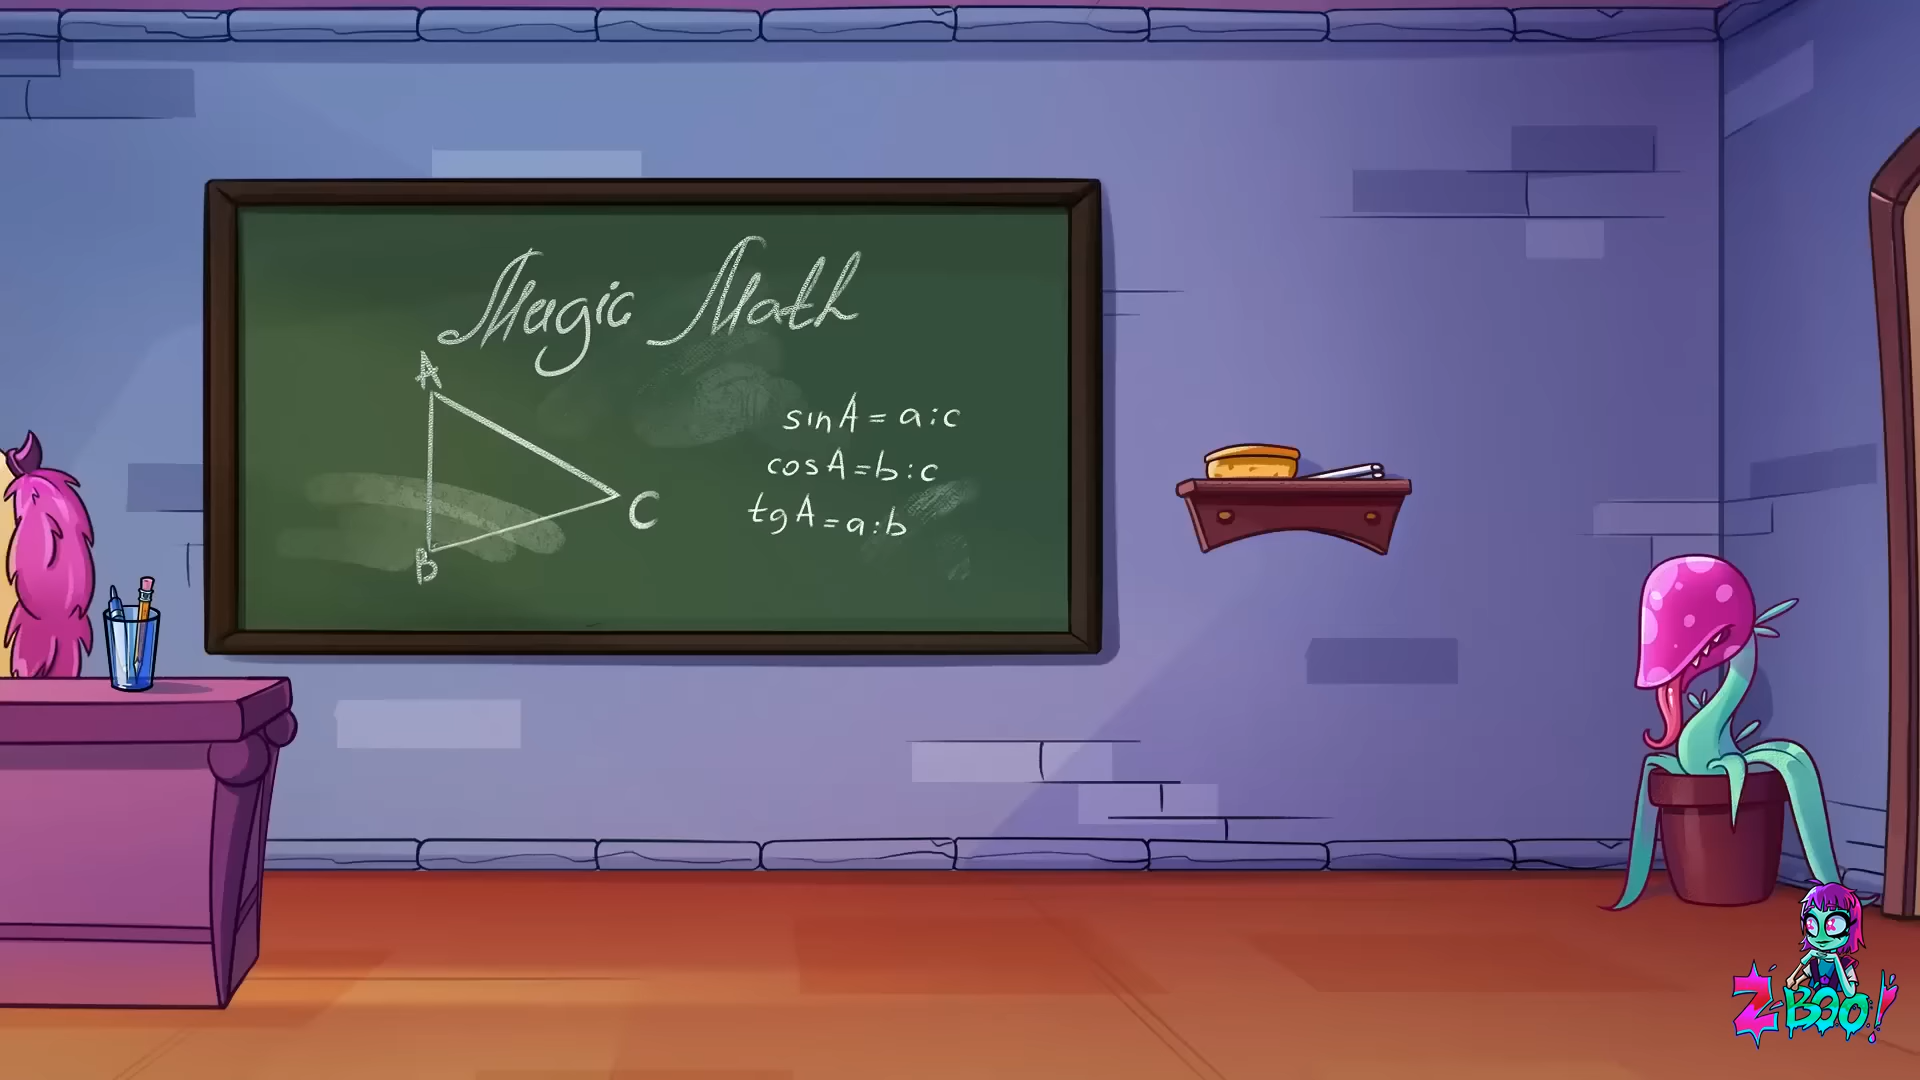 Magic Math
A
sinA = a:c
cosA = b:c
C
tgA = a:b
B
Z BOO!